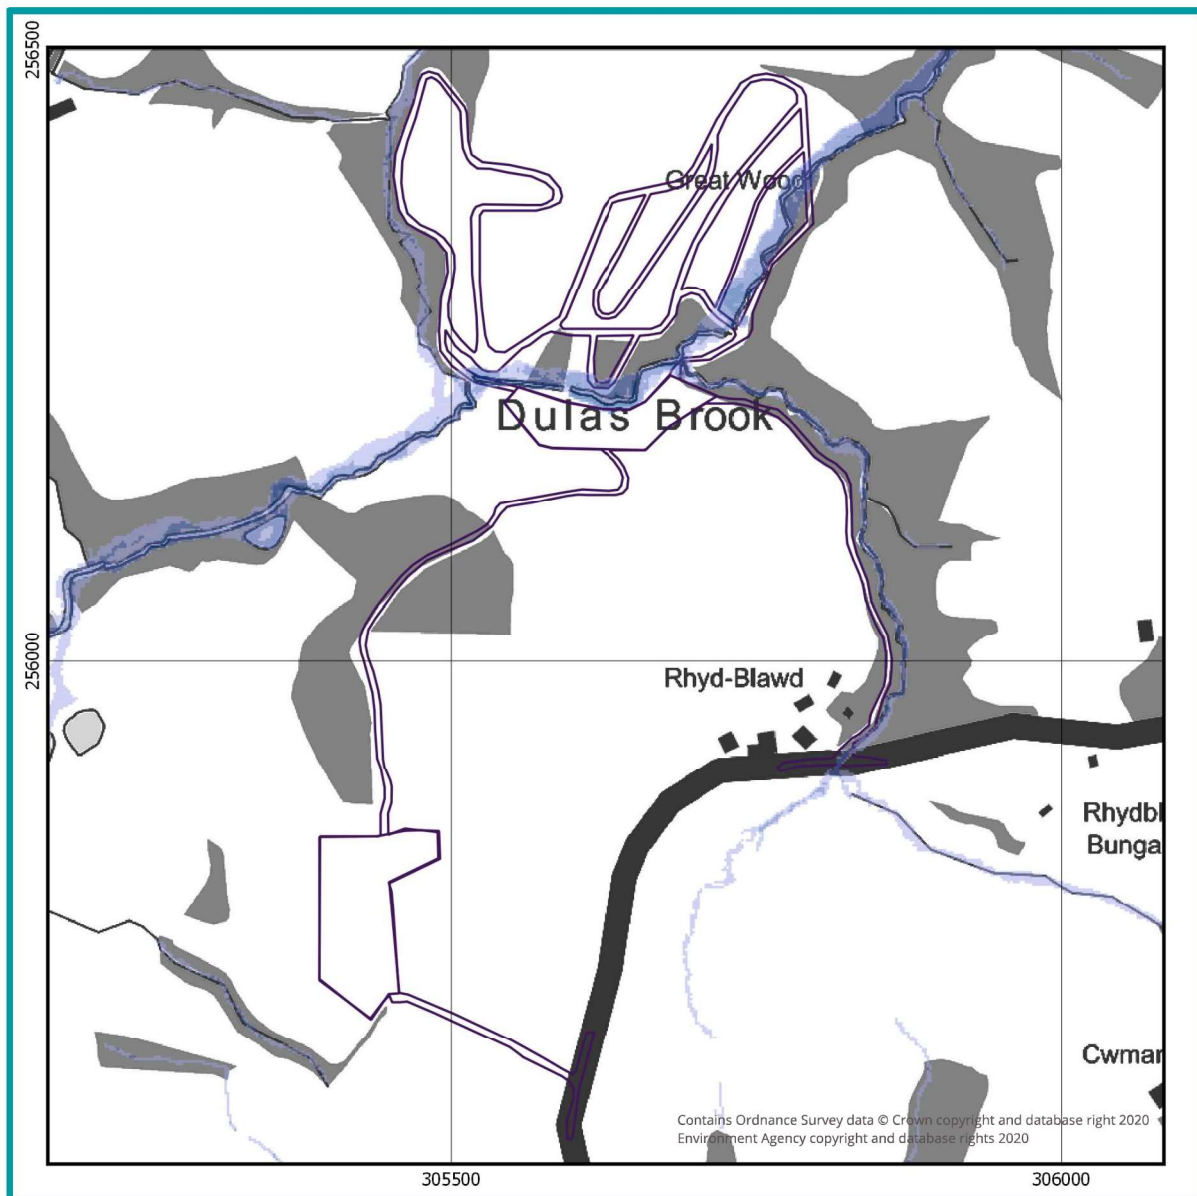 256500
Great Wood
Dulas Brook
256000
Rhyd-Blawd
Rhydbl
Bunga
Cwmar
Contains Ordnance Survey data © Crown copyright and database right 2020
Environment Agency copyright and database rights 2020
305500
306000